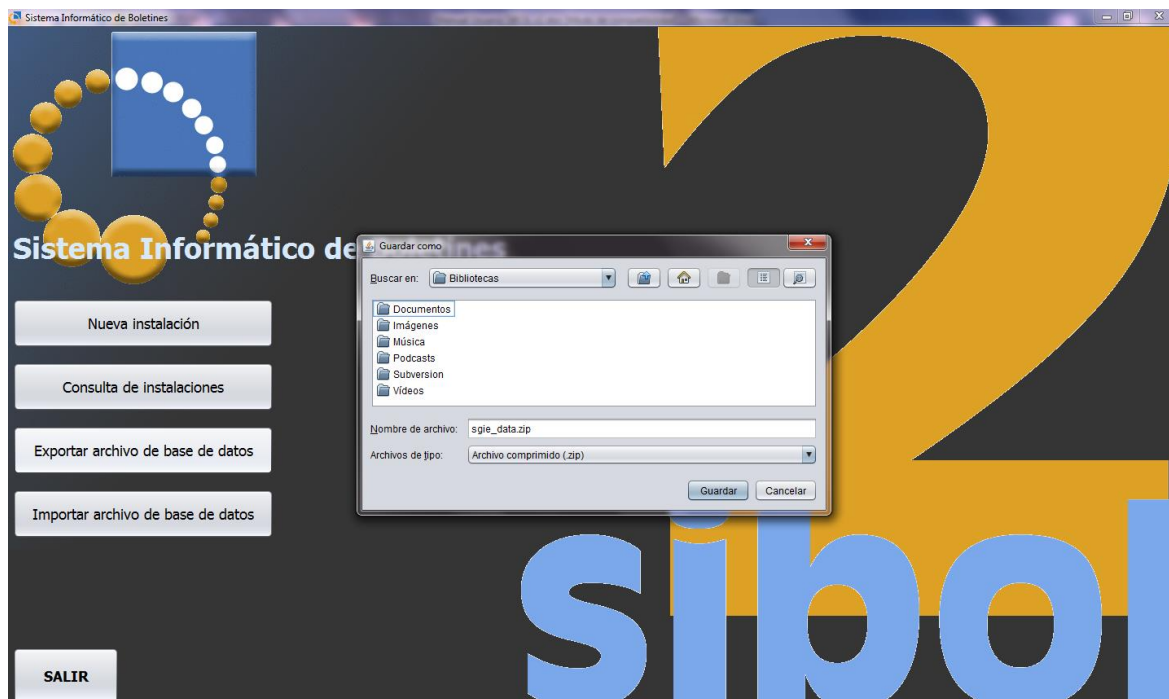 Sistema Informático de Boletines
2
Sistema Informático de
Nueva instalación
Consulta de instalaciones
Exportar archivo de base de datos
Importar archivo de base de datos
SALIR
Guardar como
Buscar en: Bibliotecas
Documentos
Imágenes
Música
Podcasts
Subversion
Vídeos
Nombre de archivo: sgie_data.zip
Archivos de tipo: Archivo comprimido (.zip)
Guardar Cancelar
sibol